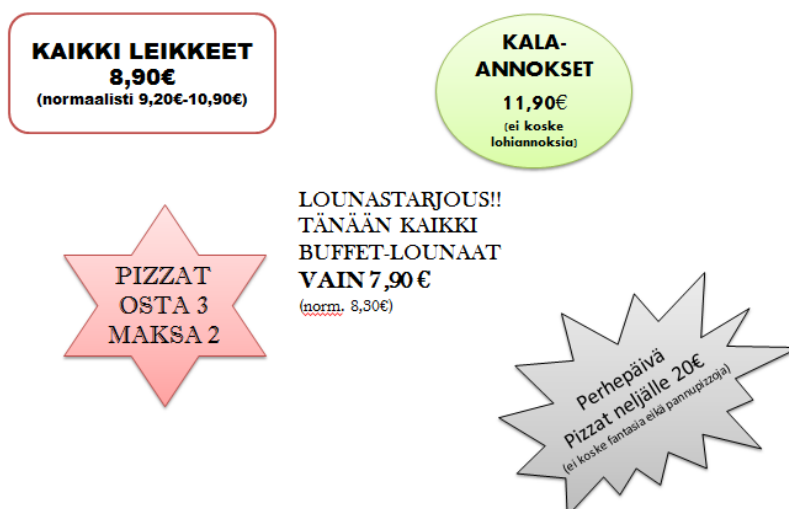 KAIKKI LEIKKEET
8,90€
(normaalisti 9,20€-10,90€)
KALA-
ANNOKSET
11,90€
(ei koske
lohiannoksia)
LOUNASTARJOUS!!
TÄNÄÄN KAIKKI
BUFFET-LOUNAAT
VAIN 7,90 €
(norm. 8,30€)
PIZZAT
OSTA 3
MAKSA 2
Perhepäivä
Pizzat neljälle 20€
(ei koske fantasia eikä pannupizzoja)